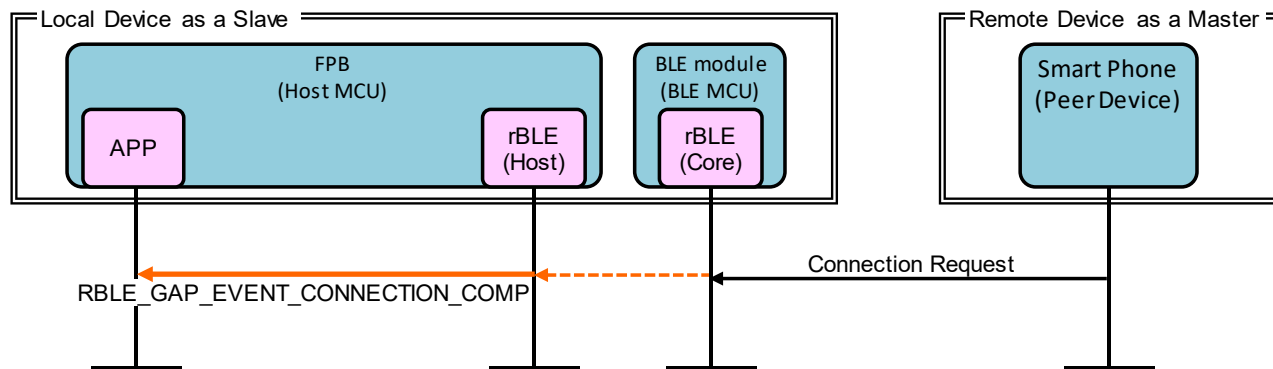 Local Device as a Slave
Remote Device as a Master
FPB
(Host MCU)
BLE module
(BLE MCU)
Smart Phone
(Peer Device)
APP
rBLE
(Host)
rBLE
(Core)
Connection Request
RBLE_GAP_EVENT_CONNECTION_COMP